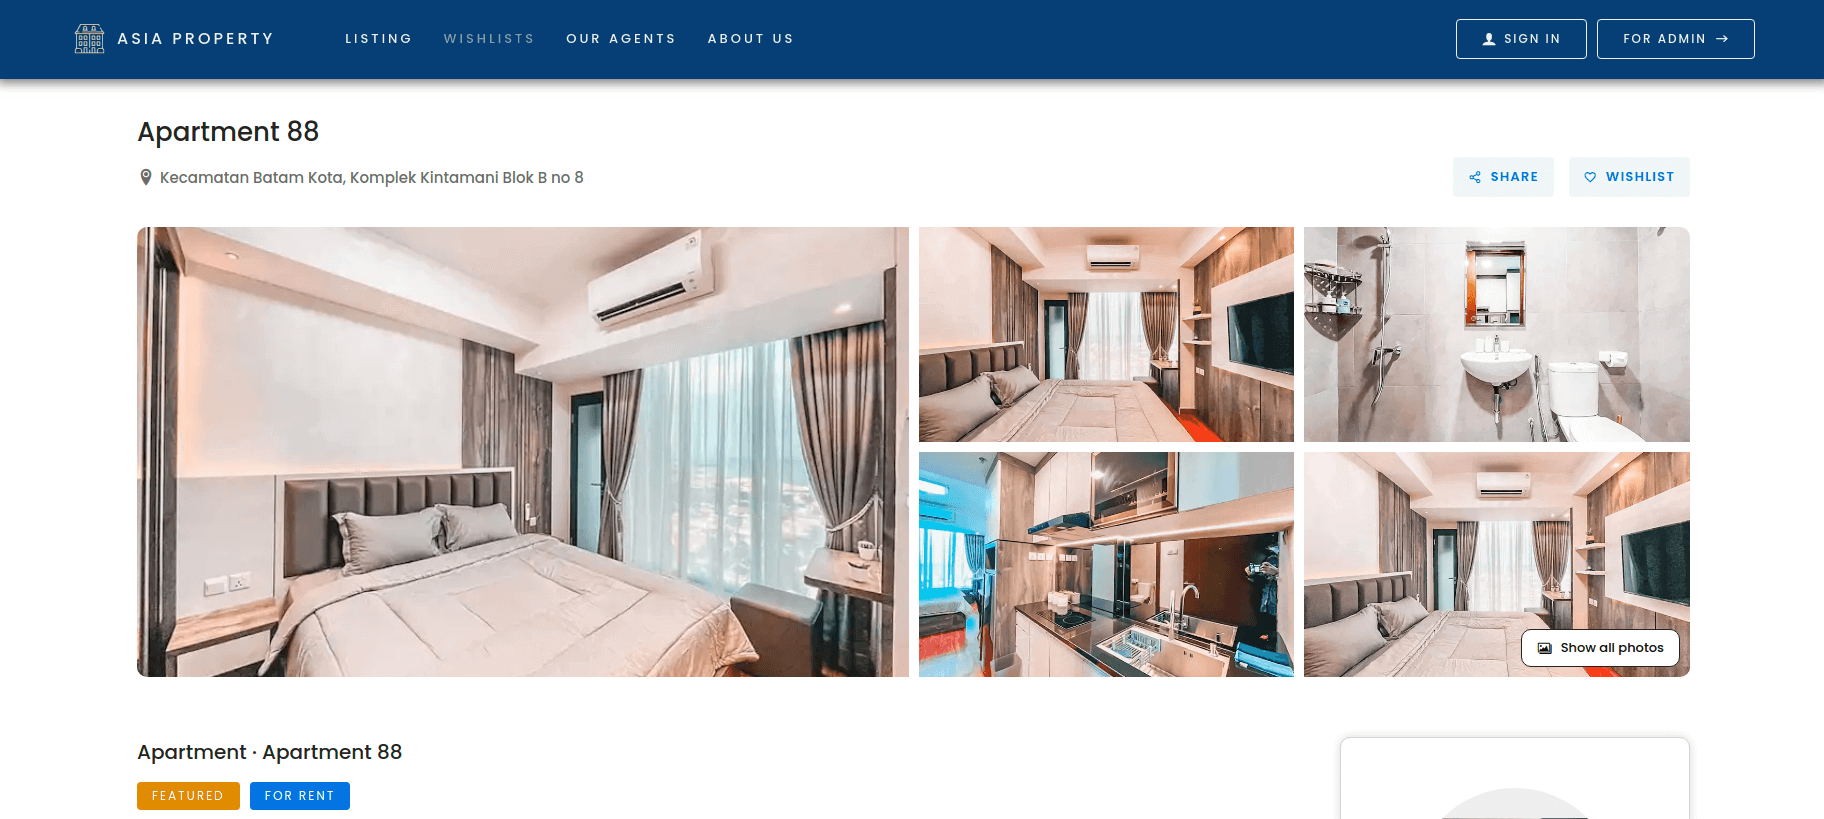 ASIA PROPERTY
LISTING
WISHLISTS
OUR AGENTS
ABOUT US
SIGN IN
FOR ADMIN →
Apartment 88
Kecamatan Batam Kota, Komplek Kintamani Blok B no 8
SHARE
WISHLIST
Show all photos
Apartment · Apartment 88
FEATURED
FOR RENT